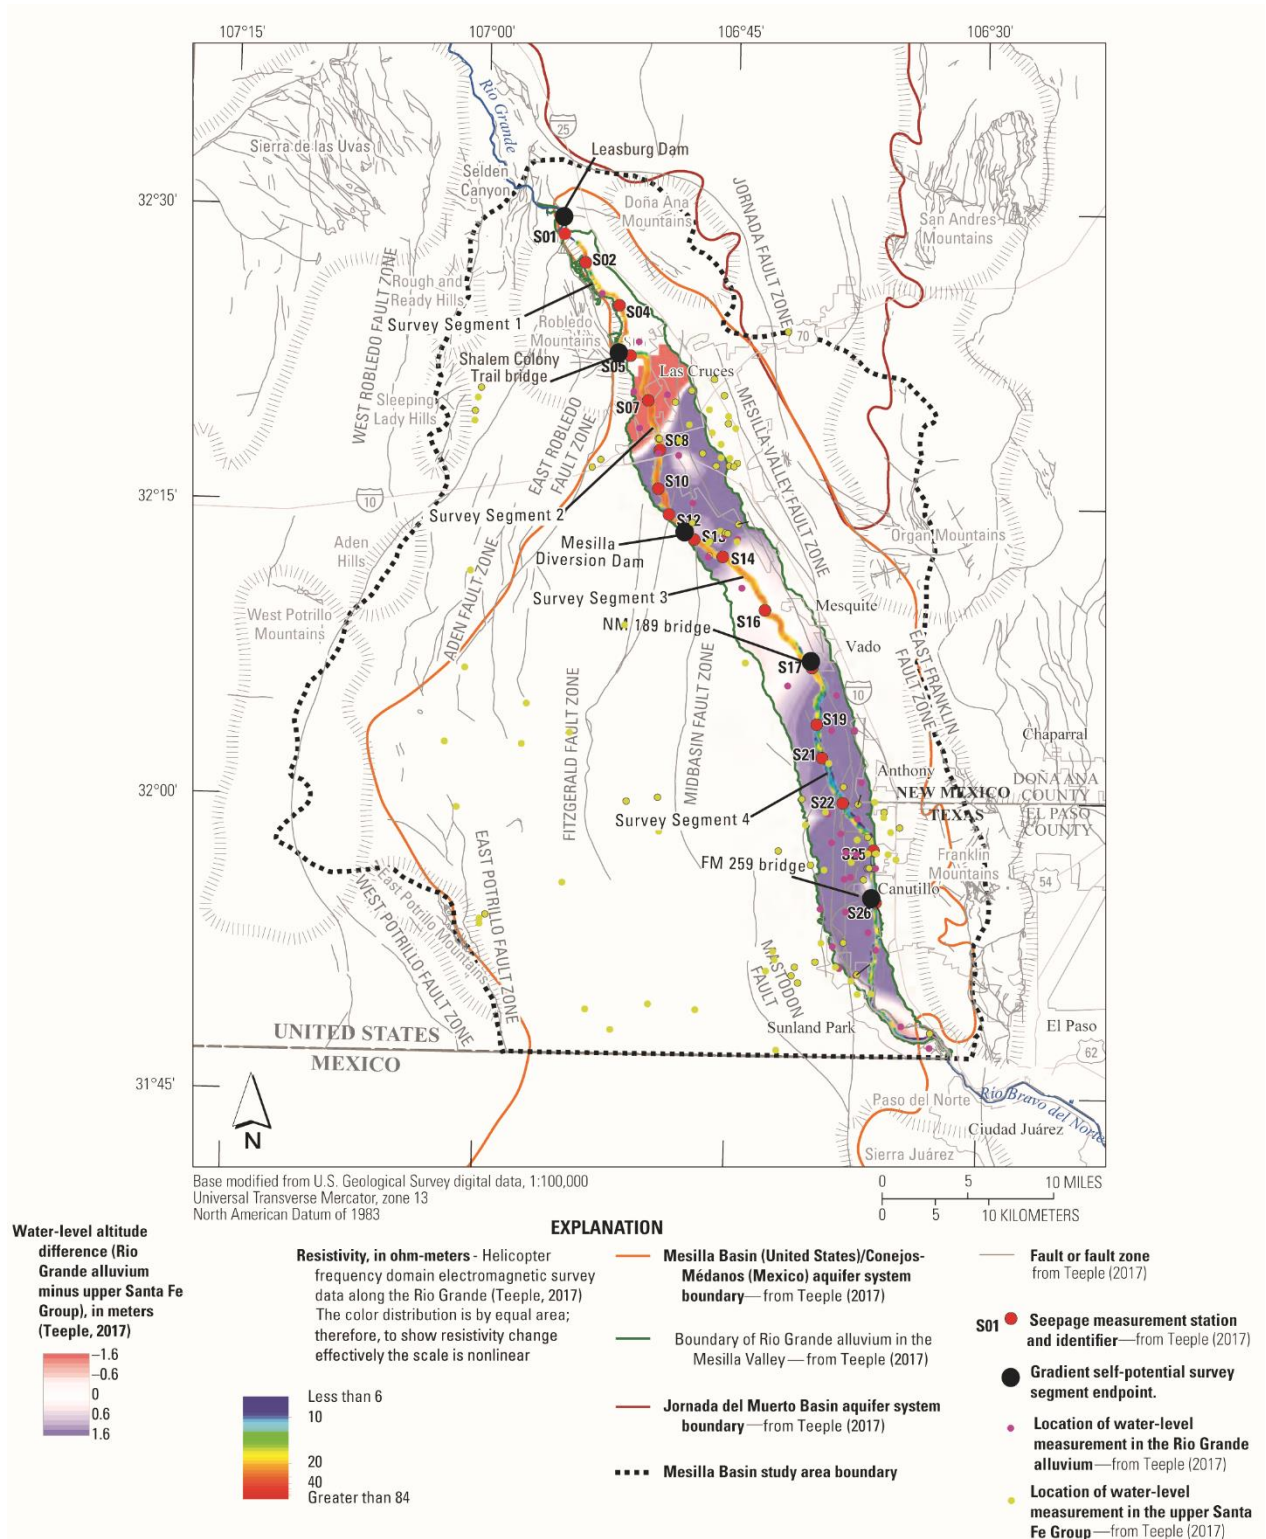 107°15'
107°00'
106°45'
106°30'
Rio Grande
25
Leasburg Dam
Sierra de las Uvas
Selden
Canyon
32°30'
Doña Ana
Mountains
JORNADA FAULT ZONE
San Andres
Mountains
S01
S02
WEST ROBLEDO FAULT ZONE
Rough and
Ready Hills
S04
Survey Segment 1
Robledo
Mountains
70
Shalem Colony
Trail bridge
S05
Las Cruces
Sleeping
Lady Hills
S07
MESILLA VALLEY FAULT ZONE
EAST ROBLEDO
FAULT ZONE
S08
32°15'
10
S10
Survey Segment 2
S12
Aden
Hills
Mesilla
Diversion Dam
S13
Organ Mountains
S14
ADEN FAULT ZONE
Survey Segment 3
West Potrillo
Mountains
S16
Mesquite
NM 189 bridge
Vado
S17
EAST FRANKLIN
FAULT ZONE
10
FITZGERALD FAULT ZONE
MIDBASIN FAULT ZONE
S19
Chaparral
S21
Anthony
DOÑA ANA
COUNTY
32°00'
NEW MEXICO
TEXAS
EL PASO
COUNTY
S22
Survey Segment 4
S25
Franklin
Mountains
FM 259 bridge
54
Canutillo
S26
EAST POTRILLO FAULT ZONE
East Potrillo Mountains
WEST POTRILLO FAULT ZONE
MASTODON
FAULT
Sunland Park
El Paso
UNITED STATES
MEXICO
62
31°45'
Paso del Norte
Rio Bravo del Norte
Ciudad Juárez
Sierra Juárez
N
Base modified from U.S. Geological Survey digital data, 1:100,000
Universal Transverse Mercator, zone 13
North American Datum of 1983
0 5 10 MILES
0 5 10 KILOMETERS
EXPLANATION
Water-level altitude
difference (Rio
Grande alluvium
minus upper Santa Fe
Group), in meters
(Teeple, 2017)
−1.6
−0.6
0
0.6
1.6
Resistivity, in ohm-meters - Helicopter
frequency domain electromagnetic survey
data along the Rio Grande (Teeple, 2017)
The color distribution is by equal area;
therefore, to show resistivity change
effectively the scale is nonlinear
Less than 6
10
20
40
Greater than 84
Mesilla Basin (United States)/Conejos-
Médanos (Mexico) aquifer system
boundary—from Teeple (2017)
Boundary of Rio Grande alluvium in the
Mesilla Valley—from Teeple (2017)
Jornada del Muerto Basin aquifer system
boundary—from Teeple (2017)
Mesilla Basin study area boundary
Fault or fault zone
from Teeple (2017)
S01
Seepage measurement station
and identifier—from Teeple (2017)
Gradient self-potential survey
segment endpoint.
Location of water-level
measurement in the Rio Grande
alluvium—from Teeple (2017)
Location of water-level
measurement in the upper Santa
Fe Group—from Teeple (2017)